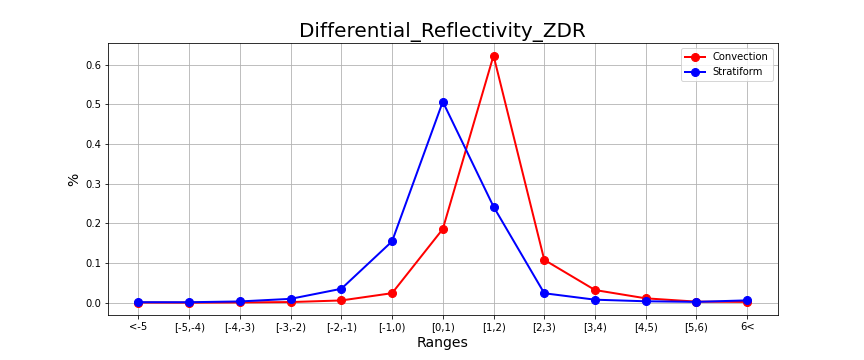 Differential_Reflectivity_ZDR
Convection
Stratiform
0.6
0.5
0.4
0.3
0.2
0.1
0.0
%
<-5 [-5,-4) [-4,-3) [-3,-2) [-2,-1) [-1,0) [0,1) [1,2) [2,3) [3,4) [4,5) [5,6) 6<
Ranges